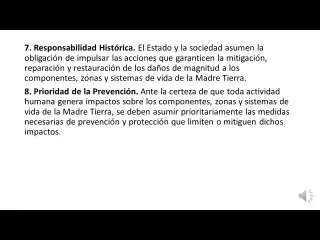 7. Responsabilidad Histórica. El Estado y la sociedad asumen la
obligación de impulsar las acciones que garanticen la mitigación,
reparación y restauración de los daños de magnitud a los
componentes, zonas y sistemas de vida de la Madre Tierra.
8. Prioridad de la Prevención. Ante la certeza de que toda actividad
humana genera impactos sobre los componentes, zonas y sistemas de
vida de la Madre Tierra, se deben asumir prioritariamente las medidas
necesarias de prevención y protección que limiten o mitiguen dichos
impactos.